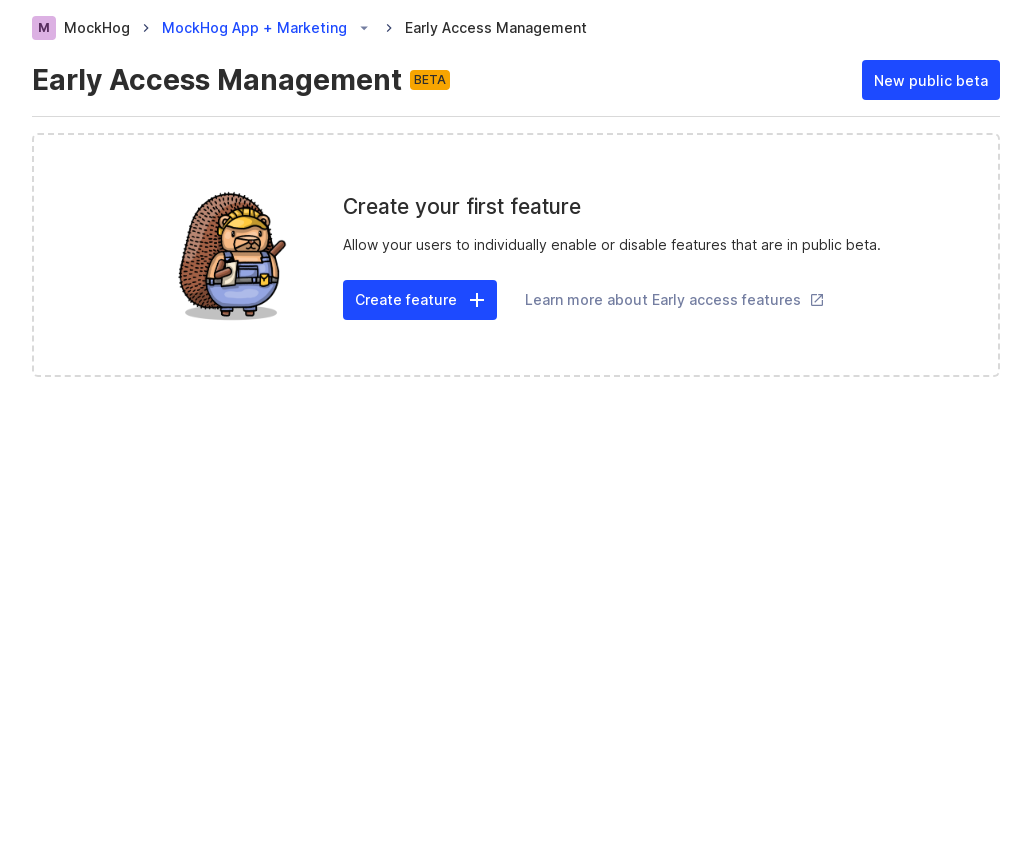 M MockHog MockHog App + Marketing Early Access Management
Early Access Management BETA
New public beta
Create your first feature
Allow your users to individually enable or disable features that are in public beta.
Create feature
Learn more about Early access features